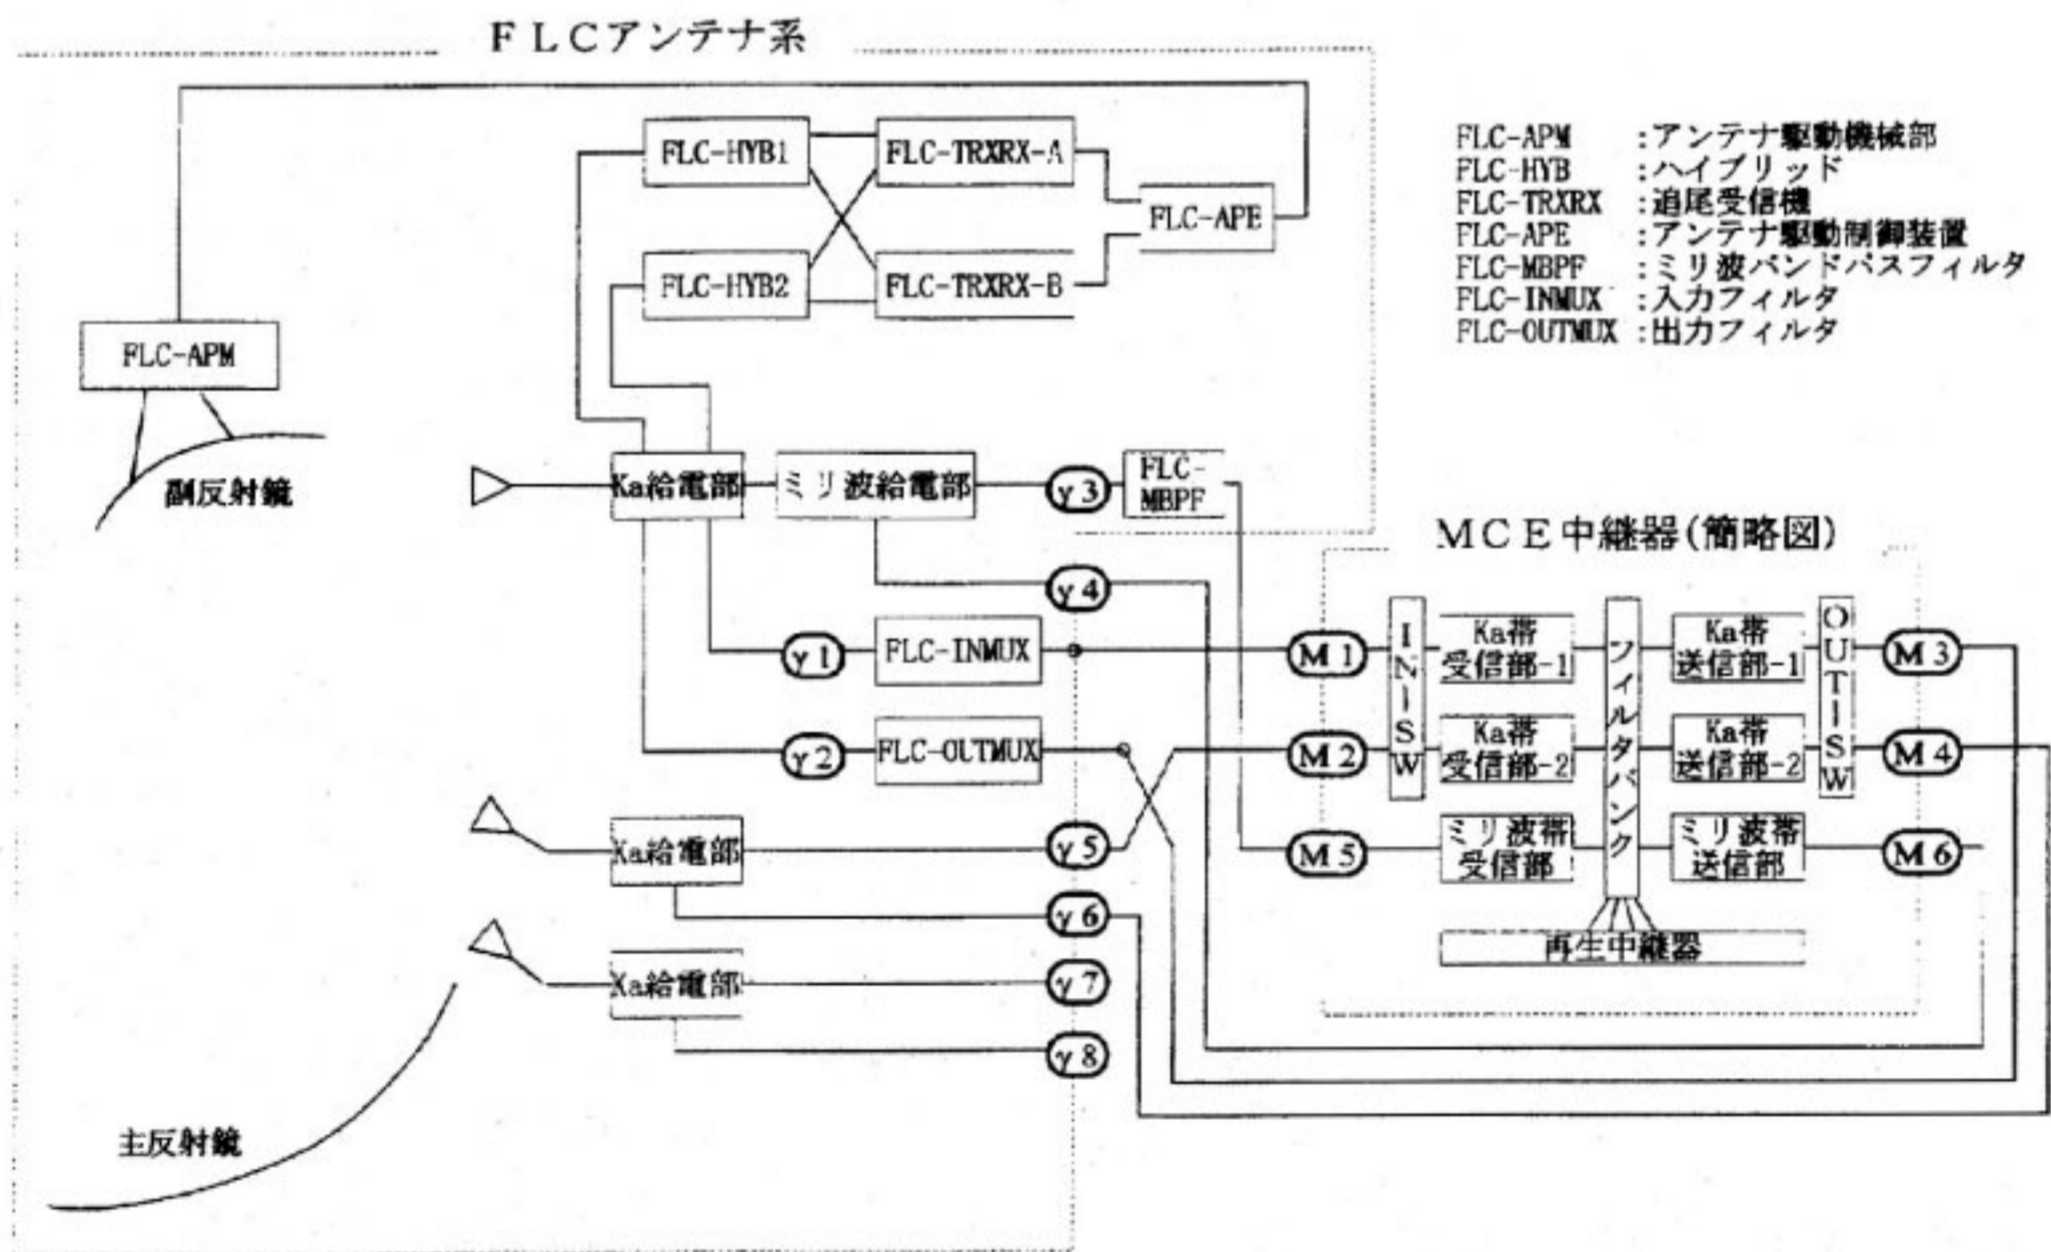 FLCアンテナ系
FLC-HYB1
FLC-TRXRX-A
FLC-APE
FLC-HYB2
FLC-TRXRX-B
FLC-APM :アンテナ駆動機械部
FLC-HYB :ハイブリッド
FLC-TRXRX :追尾受信機
FLC-APE :アンテナ駆動制御装置
FLC-MBPF :ミリ波バンドパスフィルタ
FLC-INMUX :入力フィルタ
FLC-OUTMUX :出力フィルタ
FLC-APM
副反射鏡
Ka給電部
ミリ波給電部
γ3
FLC-
MBPF
γ4
γ1
FLC-INMUX
γ2
FLC-OUTMUX
Ka給電部
γ5
γ6
Ka給電部
γ7
γ8
主反射鏡
MCE中継器(簡略図)
M1
M2
M5
IN-SW
Ka帯
受信部-1
Ka帯
受信部-2
ミリ波帯
受信部
フィルタバンク
Ka帯
送信部-1
Ka帯
送信部-2
ミリ波帯
送信部
OUT-SW
M3
M4
M6
再生中継器